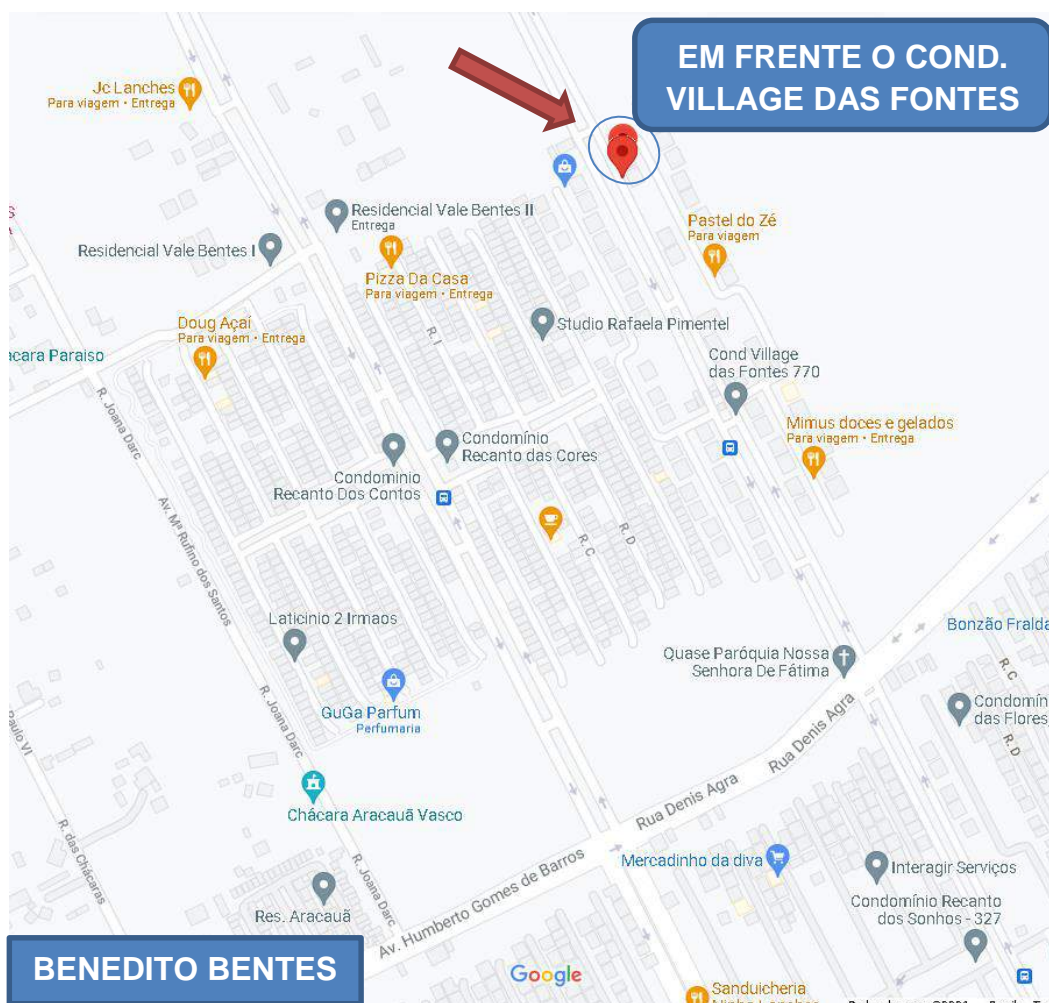 EM FRENTE O COND.
VILLAGE DAS FONTES
Jc Lanches
Para viagem • Entrega
Residencial Vale Bentes II
Entrega
Residencial Vale Bentes I
Pizza Da Casa
Para viagem • Entrega
Pastel do Zé
Para viagem
Doug Açaí
Para viagem • Entrega
R. I
Studio Rafaela Pimentel
acara Paraiso
Cond Village
das Fontes 770
R. Joana Darc
Mimus doces e gelados
Para viagem • Entrega
Condomínio
Recanto das Cores
Condominio
Recanto Dos Contos
Av. Mª Rufino dos Santos
R. C
R. D
Laticinio 2 Irmaos
Bonzão Fralda
Quase Paróquia Nossa
Senhora De Fátima
R. C
R. Joana Darc
GuGa Parfum
Perfumaria
Condomín
das Flores
R. D
Paulo VI
Rua Denis Agra
Rua Denis Agra
Chácara Aracauã Vasco
R. das Chácaras
R. Joana Darc
Mercadinho da diva
Interagir Serviços
Av. Humberto Gomes de Barros
Res. Aracauã
Condomínio Recanto
dos Sonhos - 327
BENEDITO BENTES
Google
Sanduicheria